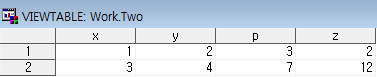 VIEWTABLE: Work.Two
x y p z
1 1 2 3 2
2 3 4 7 12